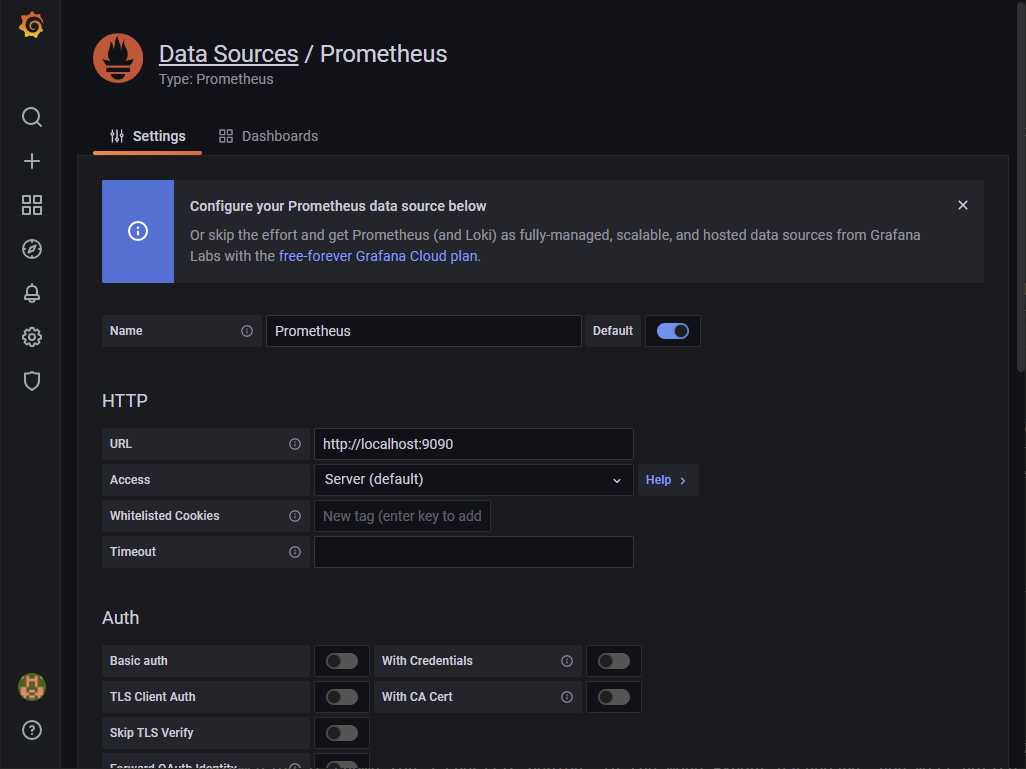 Data Sources / Prometheus
Type: Prometheus
Settings
Dashboards
Configure your Prometheus data source below
Or skip the effort and get Prometheus (and Loki) as fully-managed, scalable, and hosted data sources from Grafana
Labs with the free-forever Grafana Cloud plan.
Name
Prometheus
Default
HTTP
URL
http://localhost:9090
Access
Server (default)
Help
Whitelisted Cookies
New tag (enter key to add
Timeout
Auth
Basic auth
With Credentials
TLS Client Auth
With CA Cert
Skip TLS Verify
Forward OAuth Identity